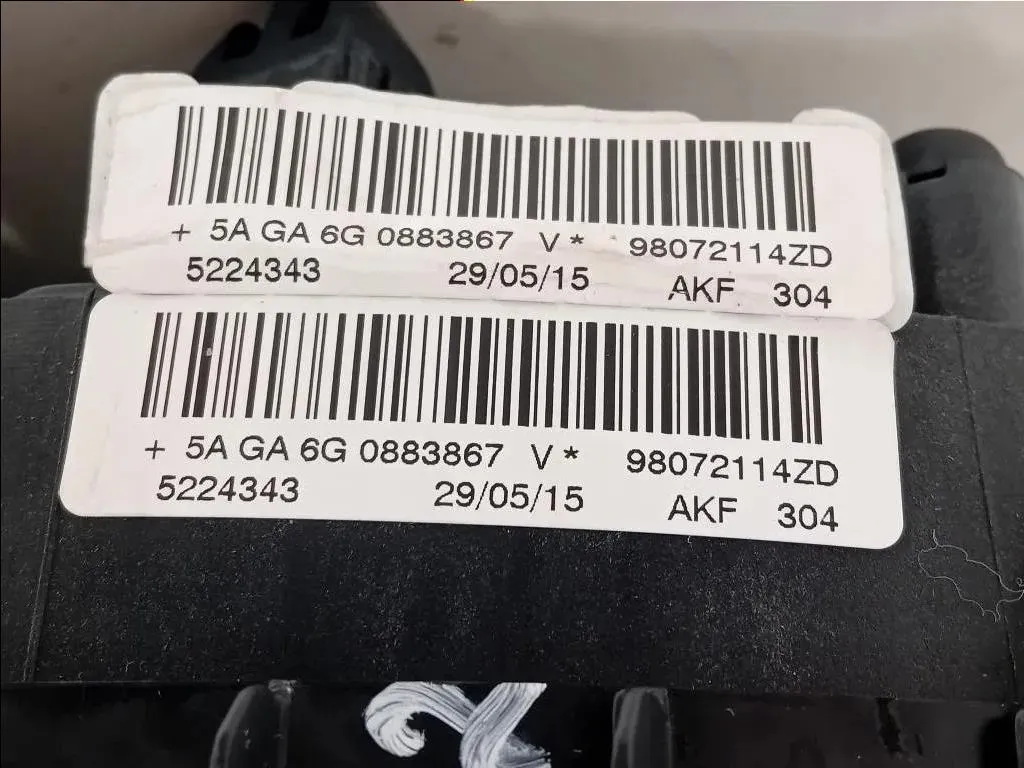 + 5A GA 6G 0883867 V* 98072114ZD
5224343 29/05/15 AKF 304
+ 5A GA 6G 0883867 V* 98072114ZD
5224343 29/05/15 AKF 304